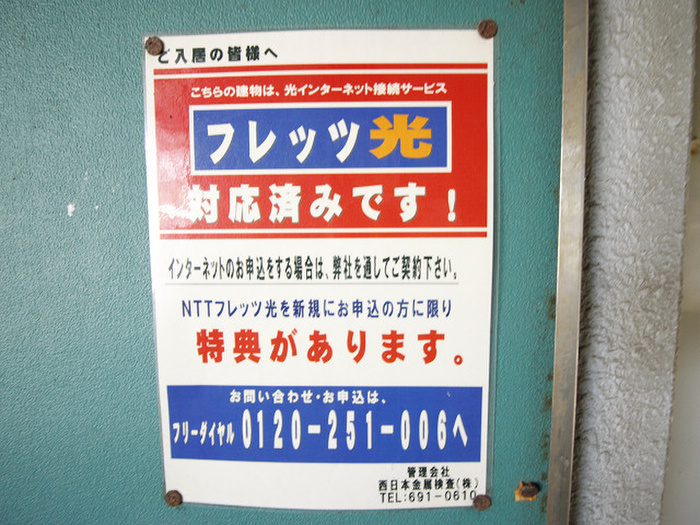 ご入居の皆様へ
こちらの建物は、光インターネット接続サービス
フレッツ光
対応済みです!
インターネットのお申込をする場合は、弊社を通してご契約下さい。
NTTフレッツ光を新規にお申込の方に限り
特典があります。
お問い合わせ・お申込は、
フリーダイヤル 0120-251-006へ
管理会社
西日本金展検査(株)
TEL:691-0610